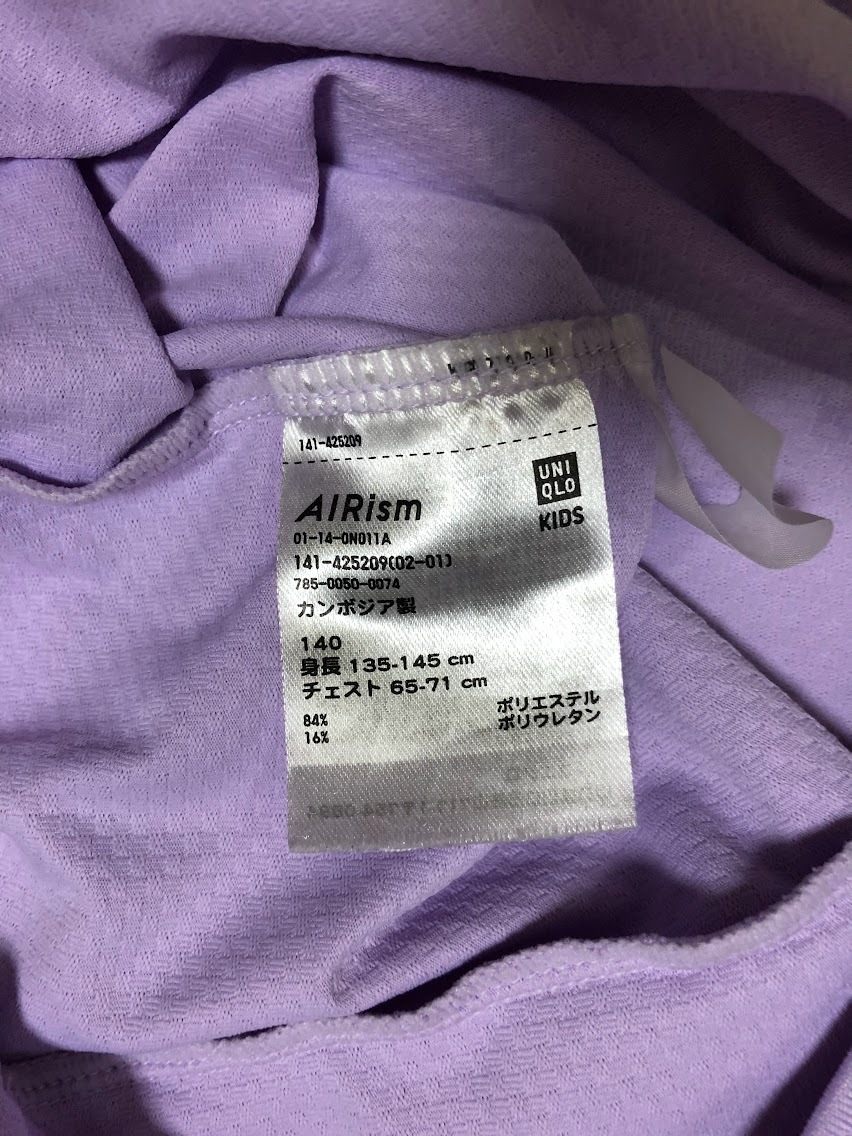 141-425209
UNI
QLO
KIDS
AIRism
01-14-0N011A
141-425209(02-01)
785-0050-0074
カンボジア製
140
身長 135-145 cm
チェスト 65-71 cm
84% ポリエステル
16% ポリウレタン